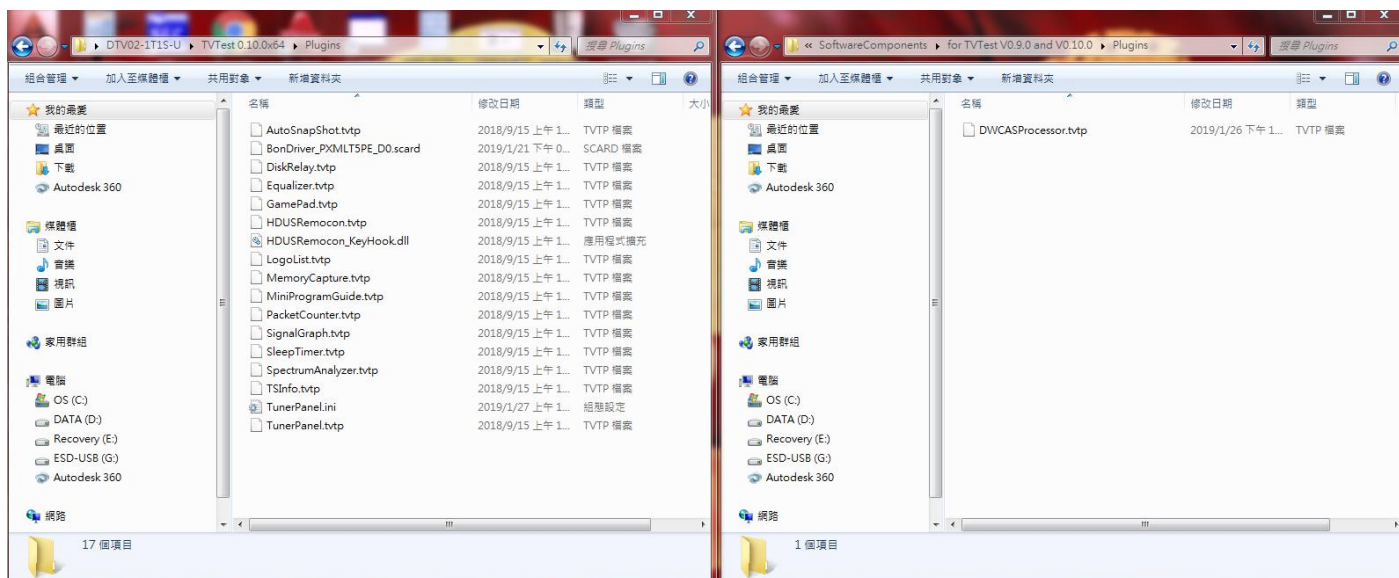 DTV02-1T1S-U ▸ TVTest 0.10.0x64 ▸ Plugins
搜尋 Plugins
組合管理 ▾ 加入至媒體櫃 ▾ 共用對象 ▾ 新增資料夾
我的最愛
最近的位置
桌面
下載
Autodesk 360
媒體櫃
文件
音樂
視訊
圖片
家用群組
電腦
OS (C:)
DATA (D:)
Recovery (E:)
ESD-USB (G:)
Autodesk 360
網路
名稱 修改日期 類型 大小
AutoSnapShot.tvtp 2018/9/15 上午 1... TVTP 檔案
BonDriver_PXMLT5PE_D0.scard 2019/1/21 下午 0... SCARD 檔案
DiskRelay.tvtp 2018/9/15 上午 1... TVTP 檔案
Equalizer.tvtp 2018/9/15 上午 1... TVTP 檔案
GamePad.tvtp 2018/9/15 上午 1... TVTP 檔案
HDUSRemocon.tvtp 2018/9/15 上午 1... TVTP 檔案
HDUSRemocon_KeyHook.dll 2018/9/15 上午 1... 應用程式擴充
LogoList.tvtp 2018/9/15 上午 1... TVTP 檔案
MemoryCapture.tvtp 2018/9/15 上午 1... TVTP 檔案
MiniProgramGuide.tvtp 2018/9/15 上午 1... TVTP 檔案
PacketCounter.tvtp 2018/9/15 上午 1... TVTP 檔案
SignalGraph.tvtp 2018/9/15 上午 1... TVTP 檔案
SleepTimer.tvtp 2018/9/15 上午 1... TVTP 檔案
SpectrumAnalyzer.tvtp 2018/9/15 上午 1... TVTP 檔案
TSInfo.tvtp 2018/9/15 上午 1... TVTP 檔案
TunerPanel.ini 2019/1/27 上午 1... 組態設定
TunerPanel.tvtp 2018/9/15 上午 1... TVTP 檔案
17 個項目
« SoftwareComponents ▸ for TVTest V0.9.0 and V0.10.0 ▸ Plugins
搜尋 Plugins
組合管理 ▾ 加入至媒體櫃 ▾ 共用對象 ▾ 新增資料夾
我的最愛
最近的位置
桌面
下載
Autodesk 360
媒體櫃
文件
音樂
視訊
圖片
家用群組
電腦
OS (C:)
DATA (D:)
Recovery (E:)
ESD-USB (G:)
Autodesk 360
網路
名稱 修改日期 類型
DWCASProcessor.tvtp 2019/1/26 下午 1... TVTP 檔案
1 個項目